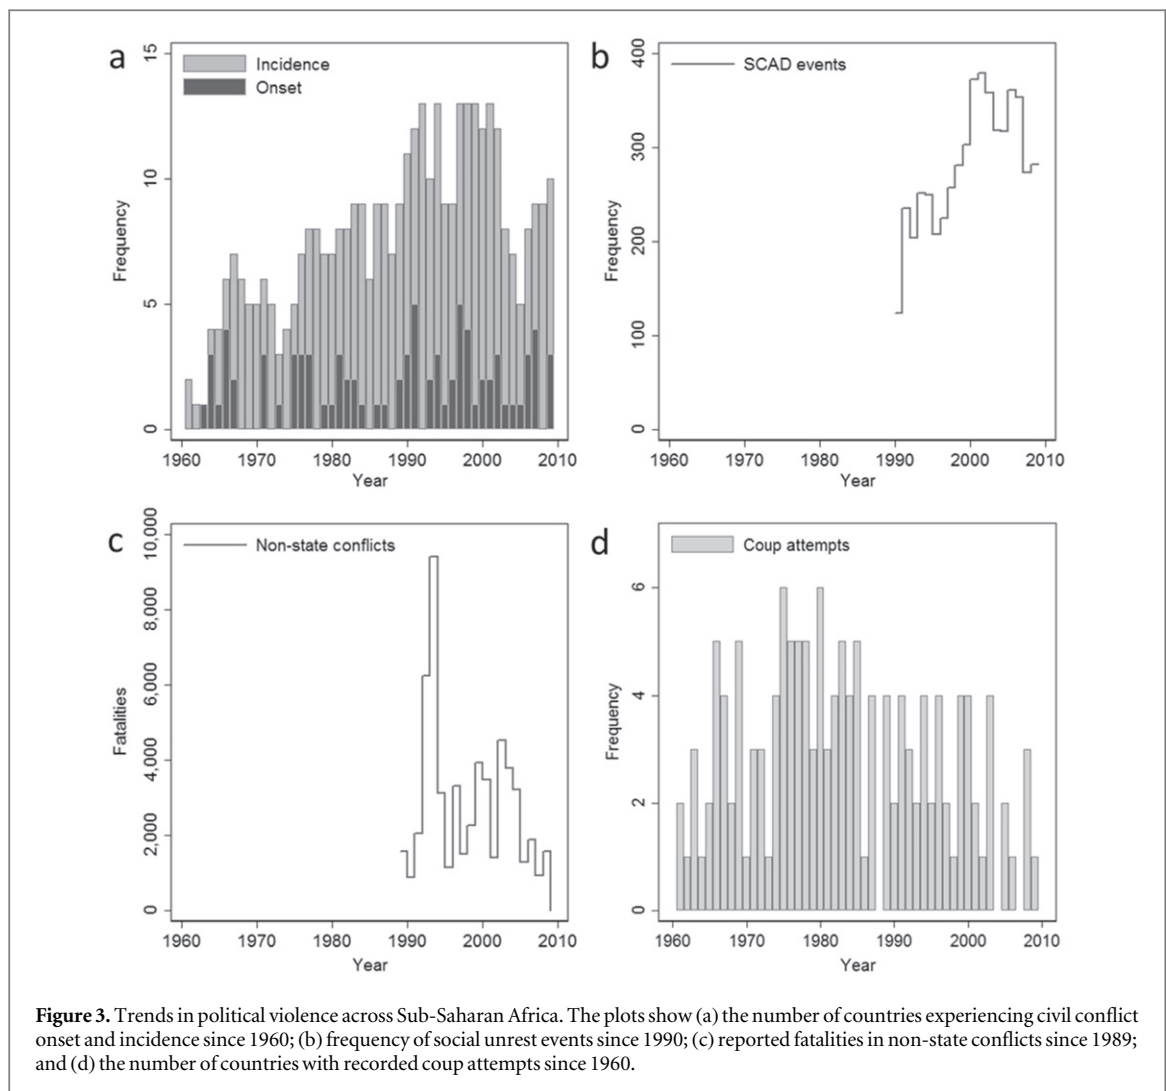 a
15
10
5
0
Frequency
Incidence
Onset
1960 1970 1980 1990 2000 2010
Year
b
400
300
200
100
0
Frequency
SCAD events
1960 1970 1980 1990 2000 2010
Year
c
10,000
8,000
6,000
4,000
2,000
0
Fatalities
Non-state conflicts
1960 1970 1980 1990 2000 2010
Year
d
6
4
2
0
Frequency
Coup attempts
1960 1970 1980 1990 2000 2010
Year
Figure 3. Trends in political violence across Sub-Saharan Africa. The plots show (a) the number of countries experiencing civil conflict
onset and incidence since 1960; (b) frequency of social unrest events since 1990; (c) reported fatalities in non-state conflicts since 1989;
and (d) the number of countries with recorded coup attempts since 1960.